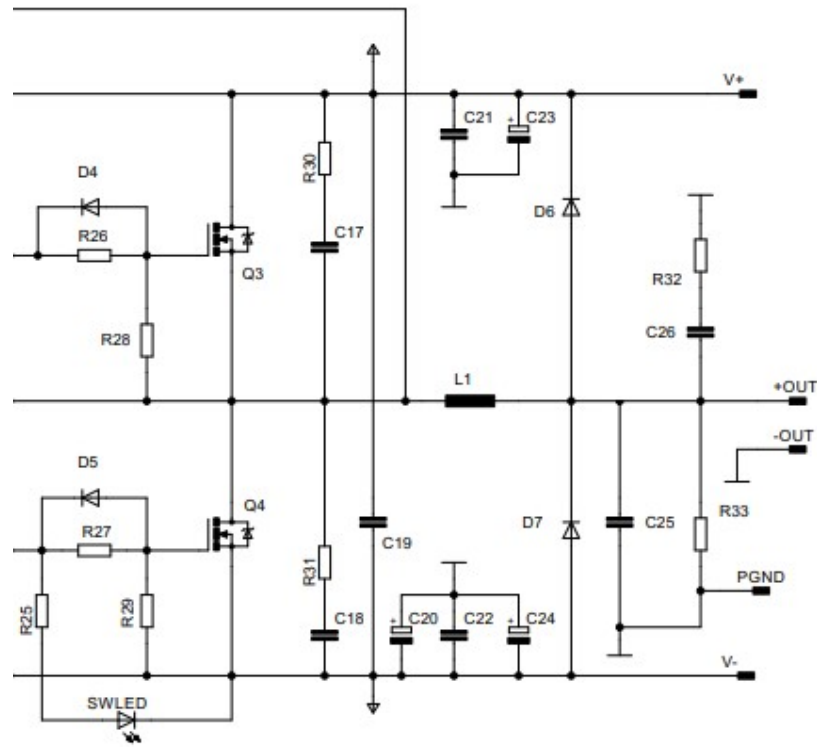 V+
C21
+
C23
R30
D4
D6
R26
C17
Q3
R32
R28
C26
L1
+OUT
-OUT
D5
Q4
R27
D7
R33
C19
C25
R31
PGND
R25
R29
C18
+
C20
C22
+
C24
V-
SWLED